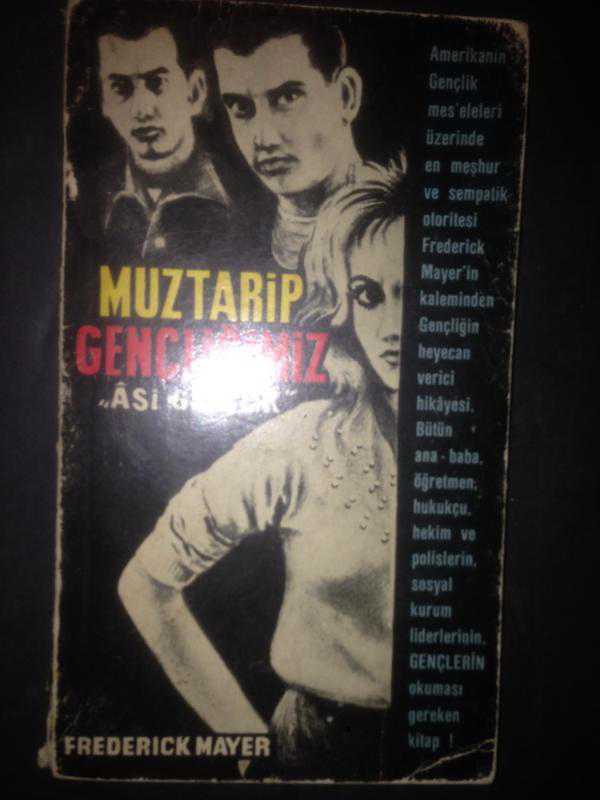 MUZTARİP
GENÇLİĞİMİZ
„ÂSİ
FREDERICK MAYER
Amerikanın
Gençlik
mes'eleleri
üzerinde
en meşhur
ve sempatik
otoritesi
Frederick
Mayer'in
kaleminden
Gençliğin
heyecan
verici
hikâyesi.
Bütün
ana - baba,
öğretmen,
hukukçu,
hekim ve
polislerin,
sosyal
kurum
liderlerinin,
GENÇLERİN
okuması
gereken
kitap !